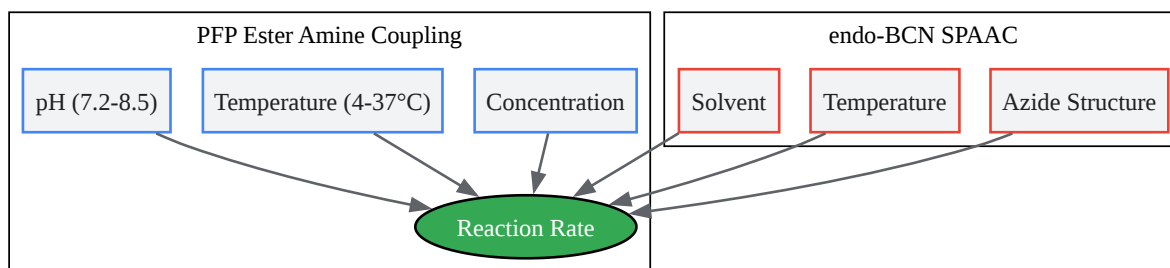 PFP Ester Amine Coupling
endo-BCN SPAAC
pH (7.2-8.5)
Temperature (4-37°C)
Concentration
Solvent
Temperature
Azide Structure
Reaction Rate